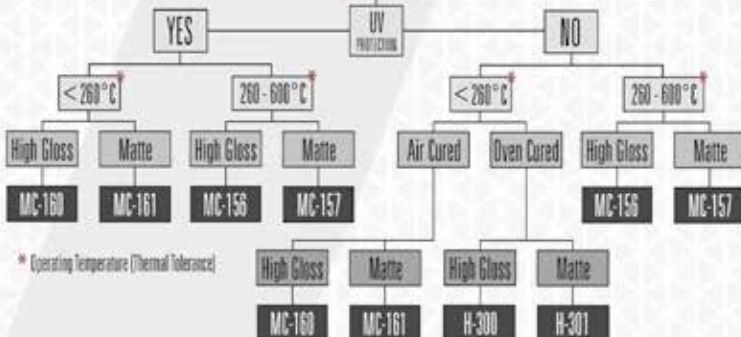 YES
UV
PROTECTION
NO
< 260°C*
260 - 600°C*
< 260°C*
260 - 600°C*
High Gloss
Matte
High Gloss
Matte
Air Cured
Oven Cured
High Gloss
Matte
MC-160
MC-161
MC-156
MC-157
MC-156
MC-157
* Operating Temperature (Thermal Tolerance)
High Gloss
Matte
High Gloss
Matte
MC-160
MC-161
H-300
H-301